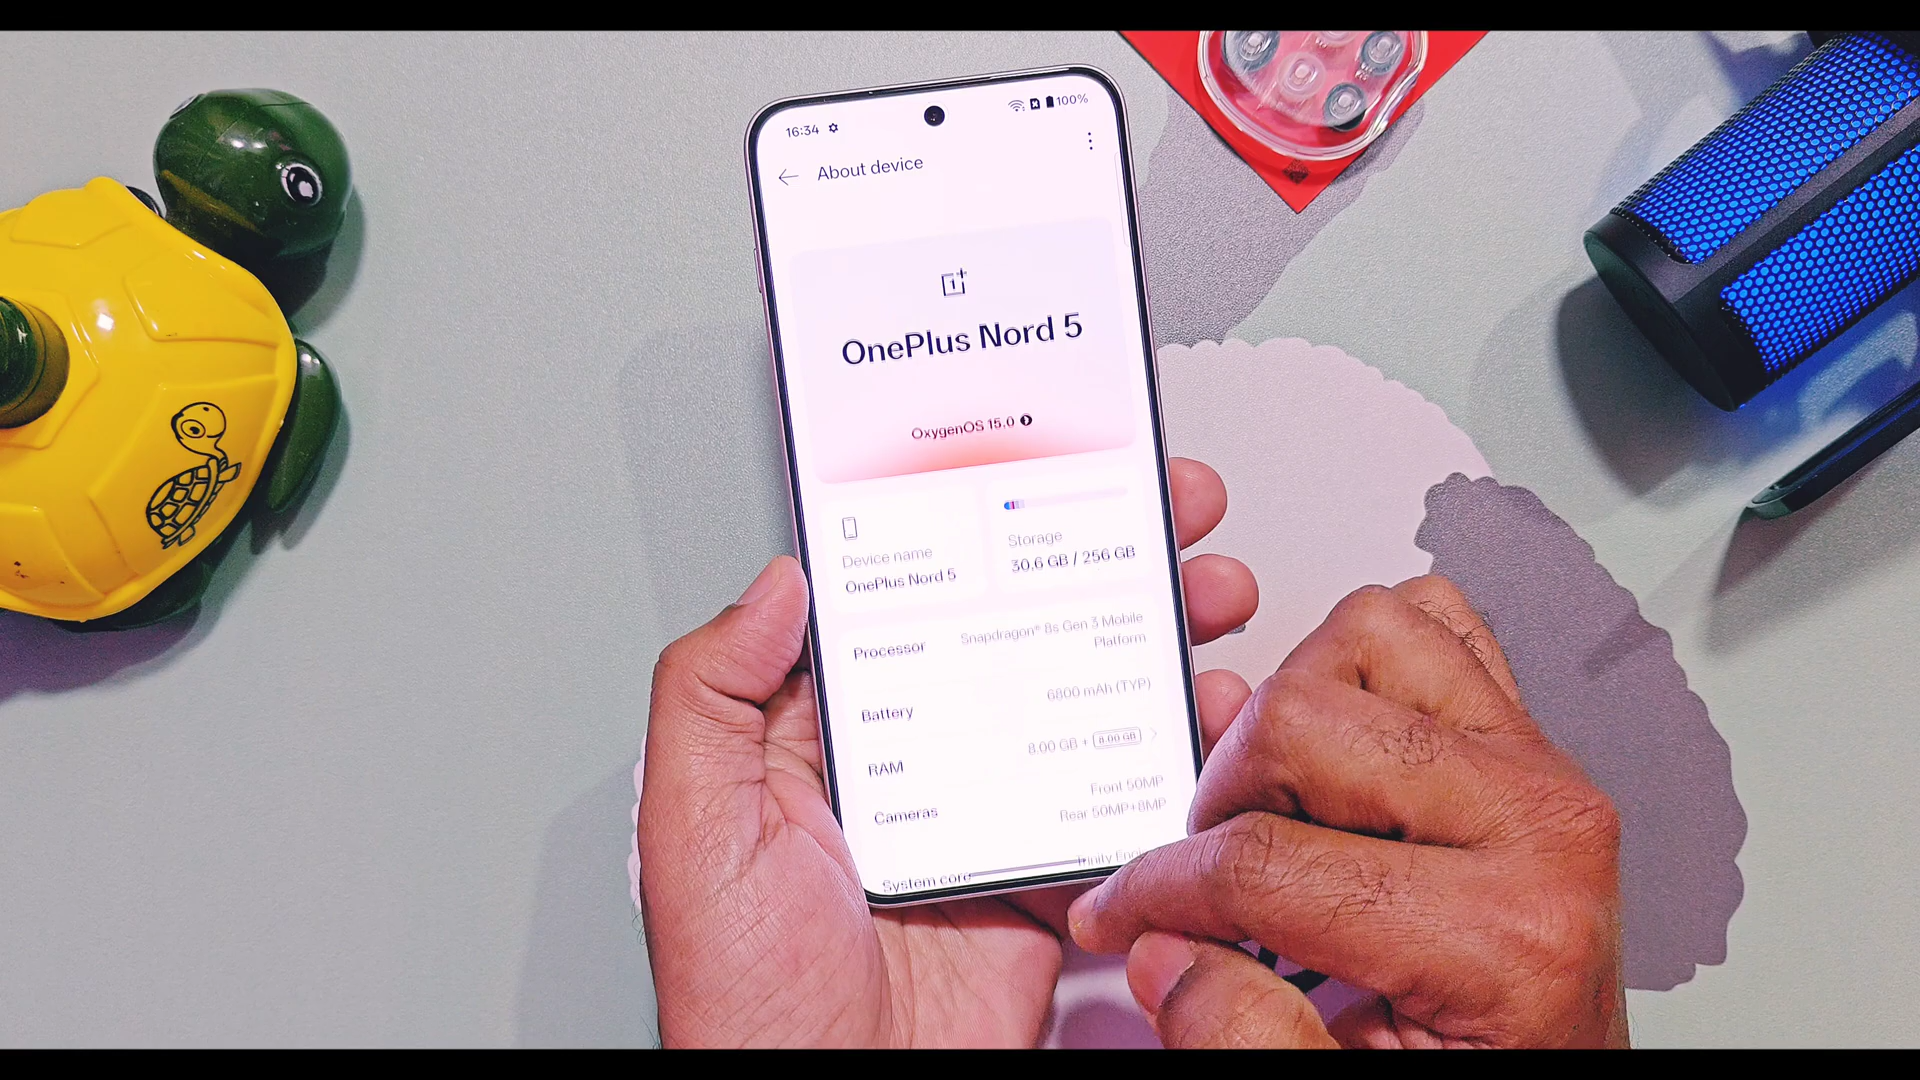 16:34
100%
About device
OnePlus Nord 5
OxygenOS 15.0
Device name
OnePlus Nord 5
Storage
30.6 GB / 256 GB
Processor
Snapdragon® 8s Gen 3 Mobile
Platform
Battery
6800 mAh (TYP)
RAM
8.00 GB + 8.00 GB
Cameras
Front 50MP
Rear 50MP+8MP
System core
Trinity